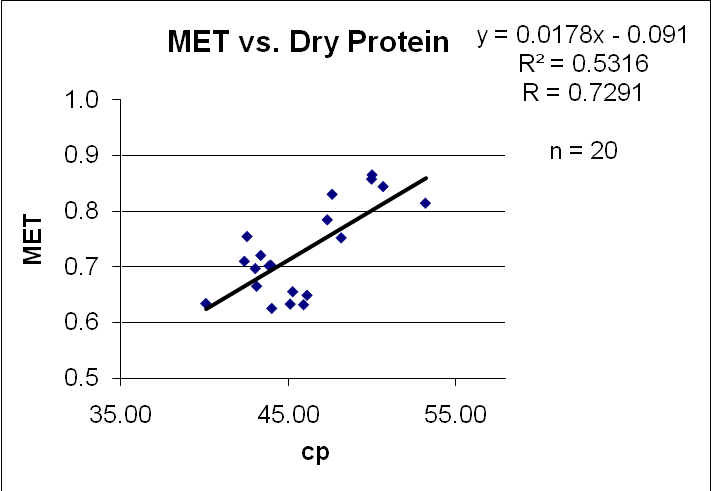 MET vs. Dry Protein
y = 0.0178x - 0.091
R² = 0.5316
R = 0.7291
n = 20
1.0
0.9
0.8
0.7
0.6
0.5
MET
35.00 45.00 55.00
cp